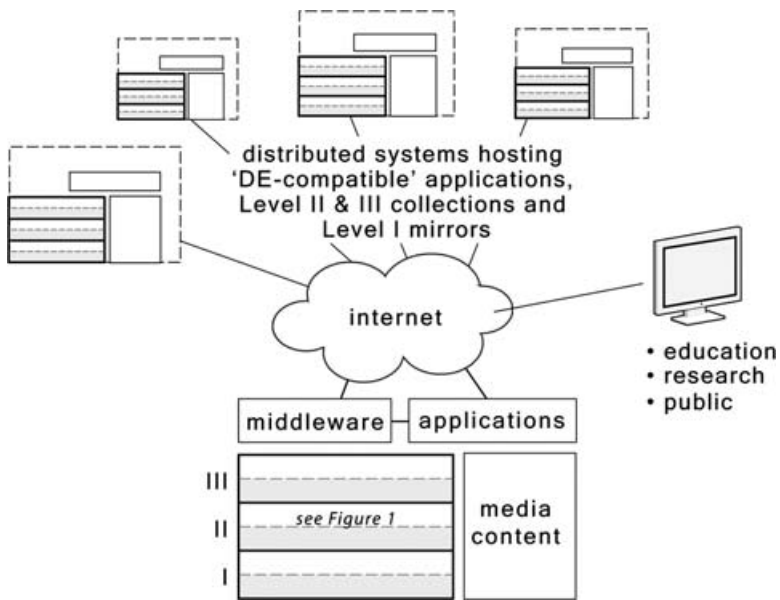 distributed systems hosting
‘DE-compatible’ applications,
Level II & III collections and
Level I mirrors
internet
• education
• research
• public
middleware
applications
III
see Figure 1
II
I
media
content